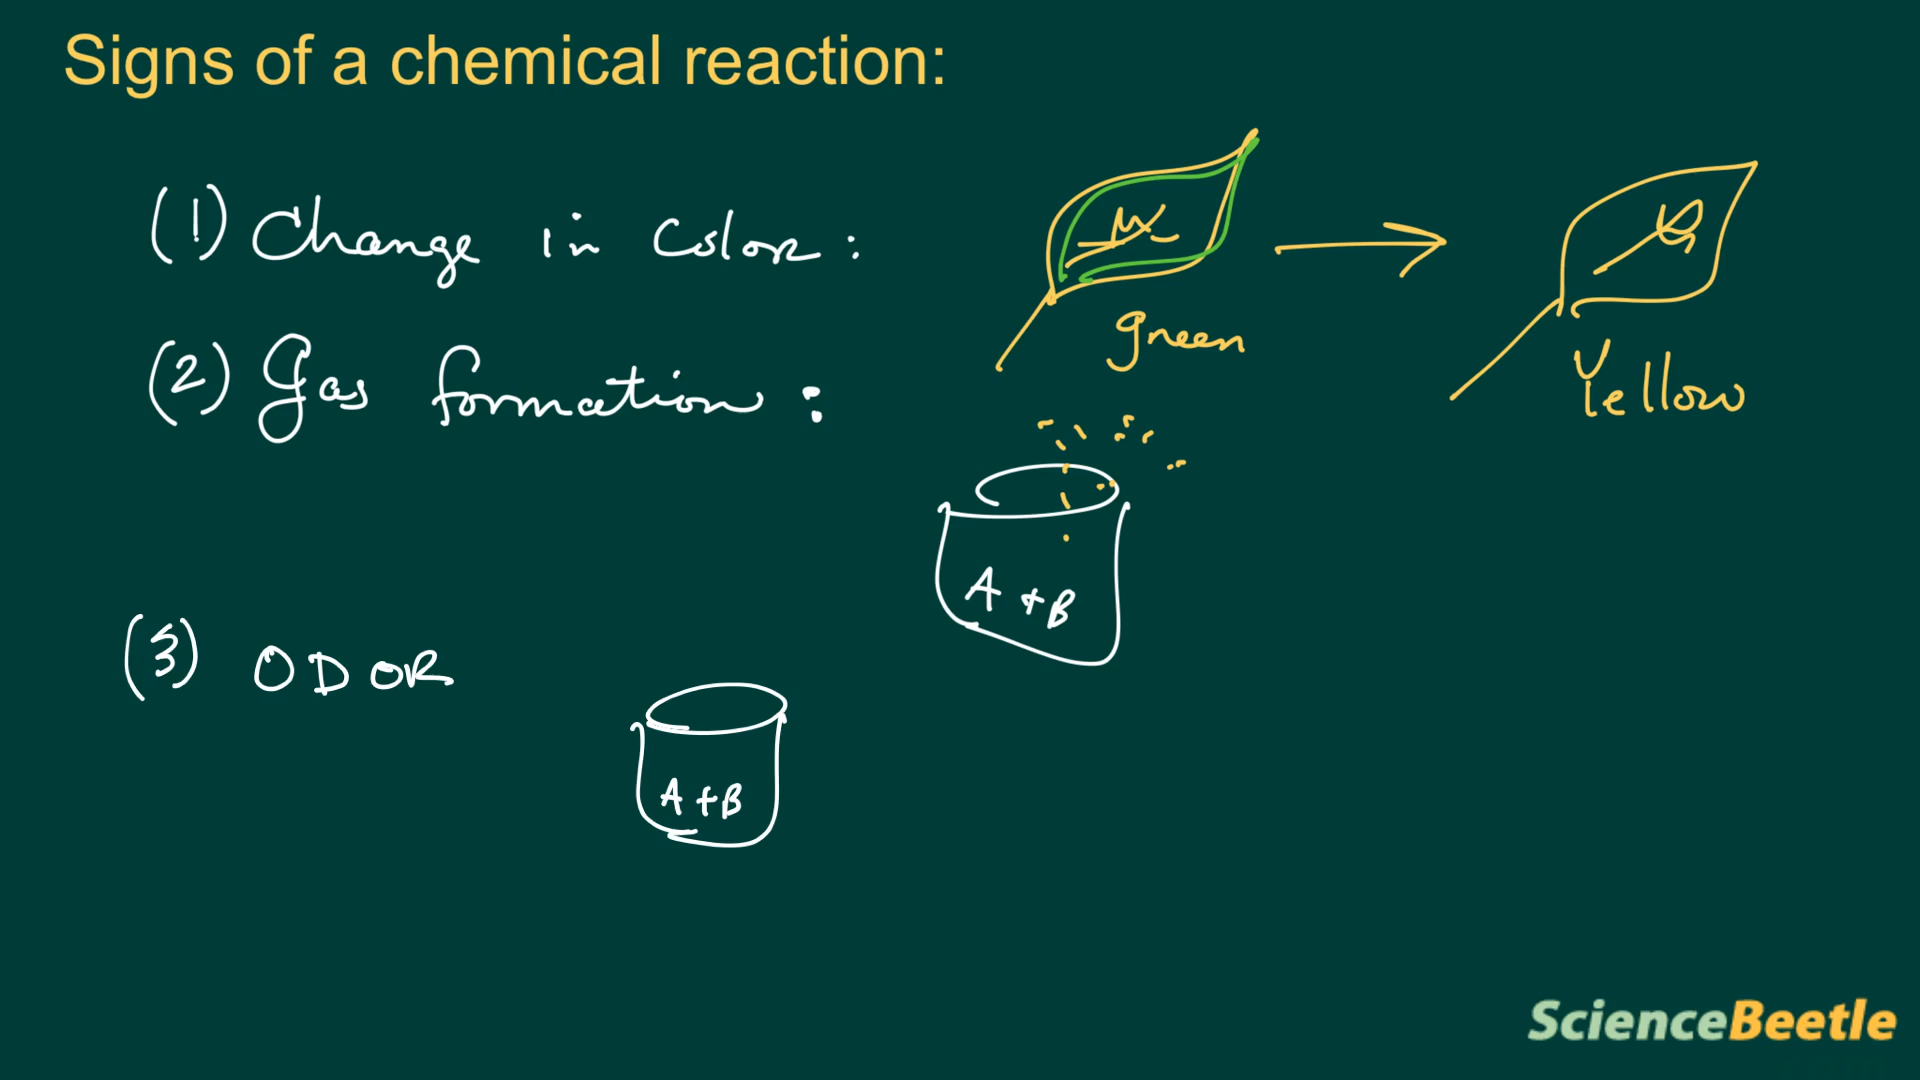 Signs of a chemical reaction:
(1) Change in Color:
green
Yellow
(2) Gas formation:
A + B
(3) ODOR
A + B
ScienceBeetle